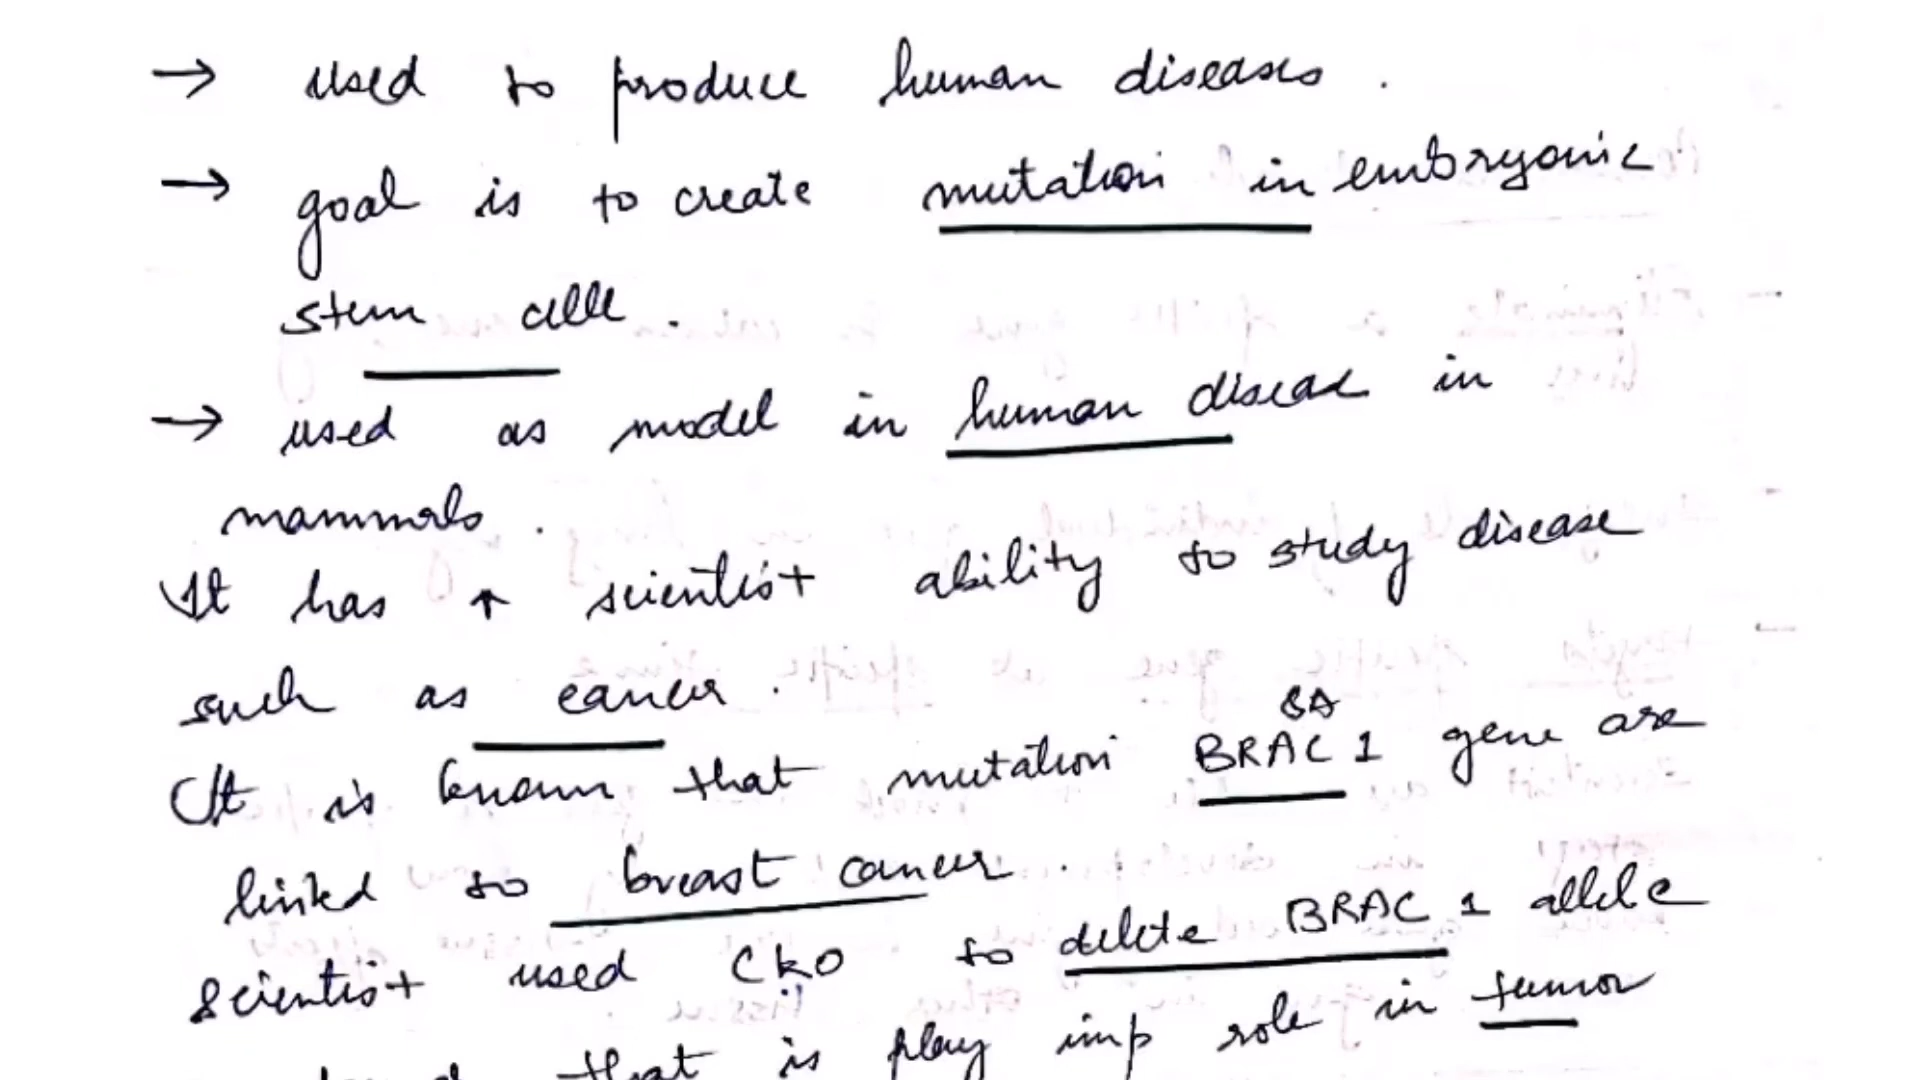 → used to produce human diseases.
→ goal is to create mutation in embryonic
stem cells.
→ used as model in human disease in
mammals.
It has ↑ scientist ability to study disease
such as cancer.
It is known that mutation BRAC 1 gene are
linked to breast cancer.
Scientist used CKO to delete BRAC 1 allele
that is play imp role in tumor